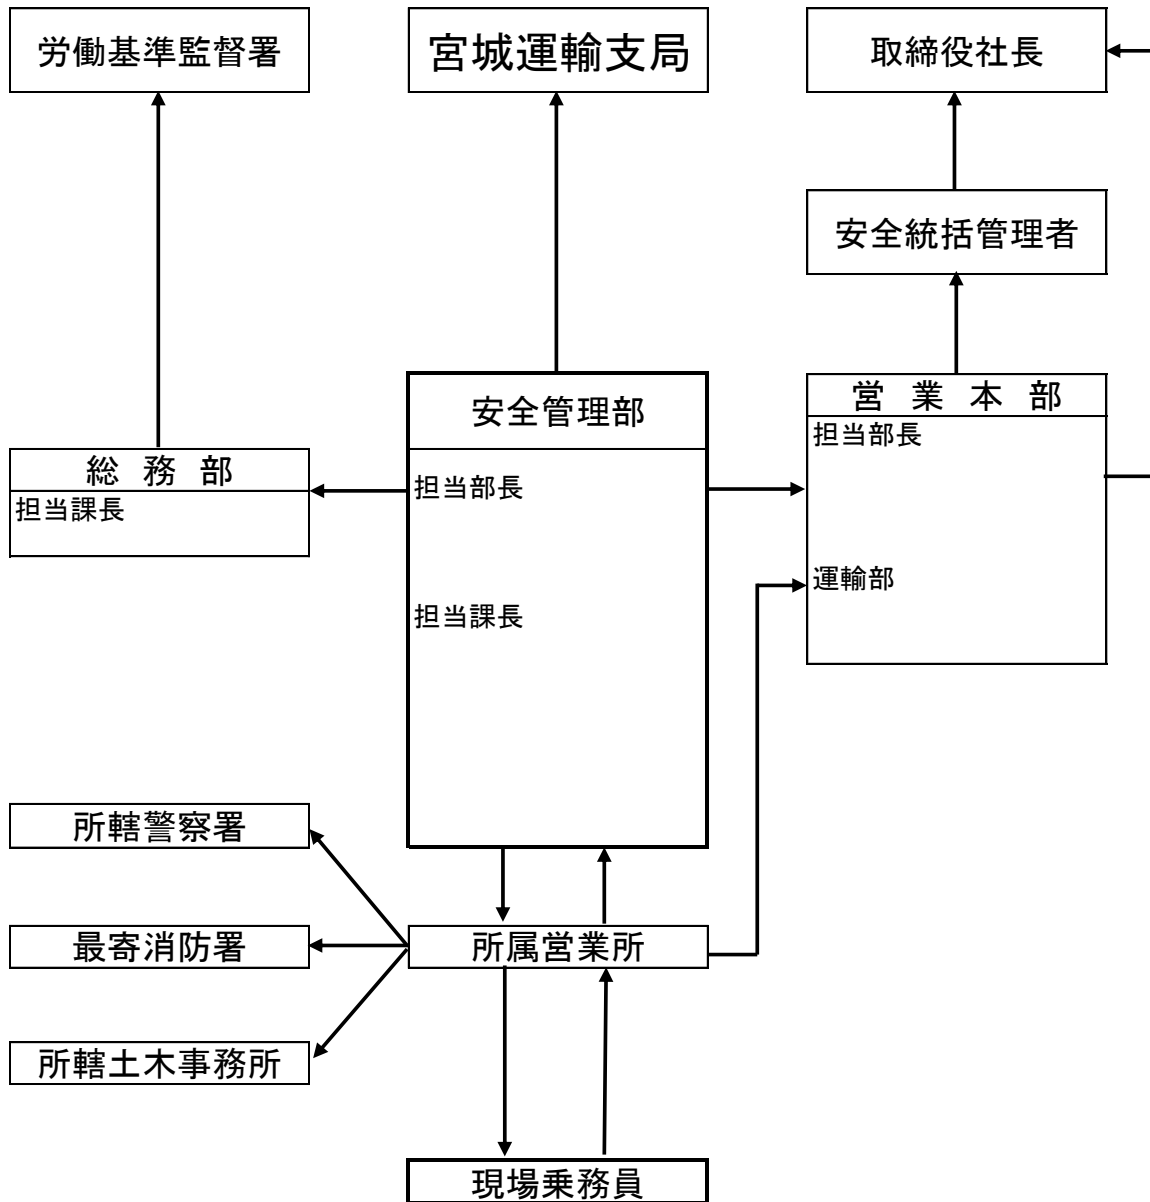 労働基準監督署
宮城運輸支局
取締役社長
安全統括管理者
安全管理部
担当部長
担当課長
営 業 本 部
担当部長
運輸部
総 務 部
担当課長
所轄警察署
最寄消防署
所轄土木事務所
所属営業所
現場乗務員